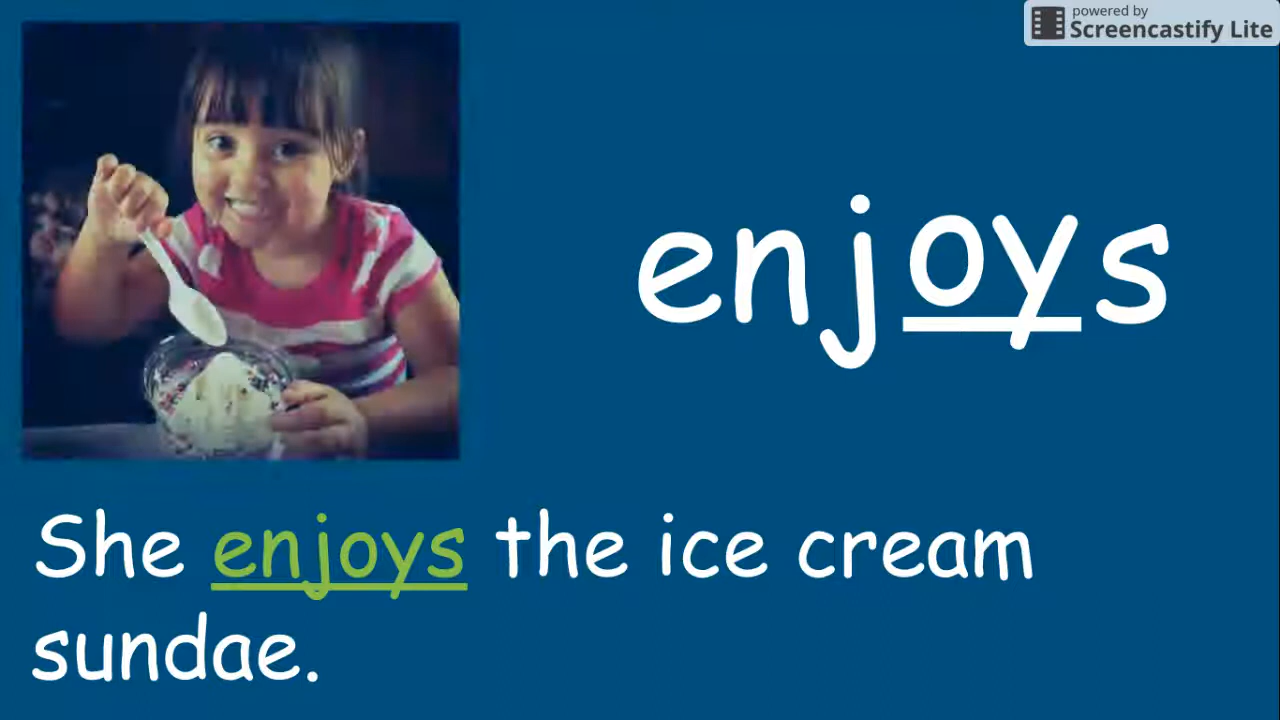 powered by
Screencastify Lite
enjoys
She enjoys the ice cream
sundae.